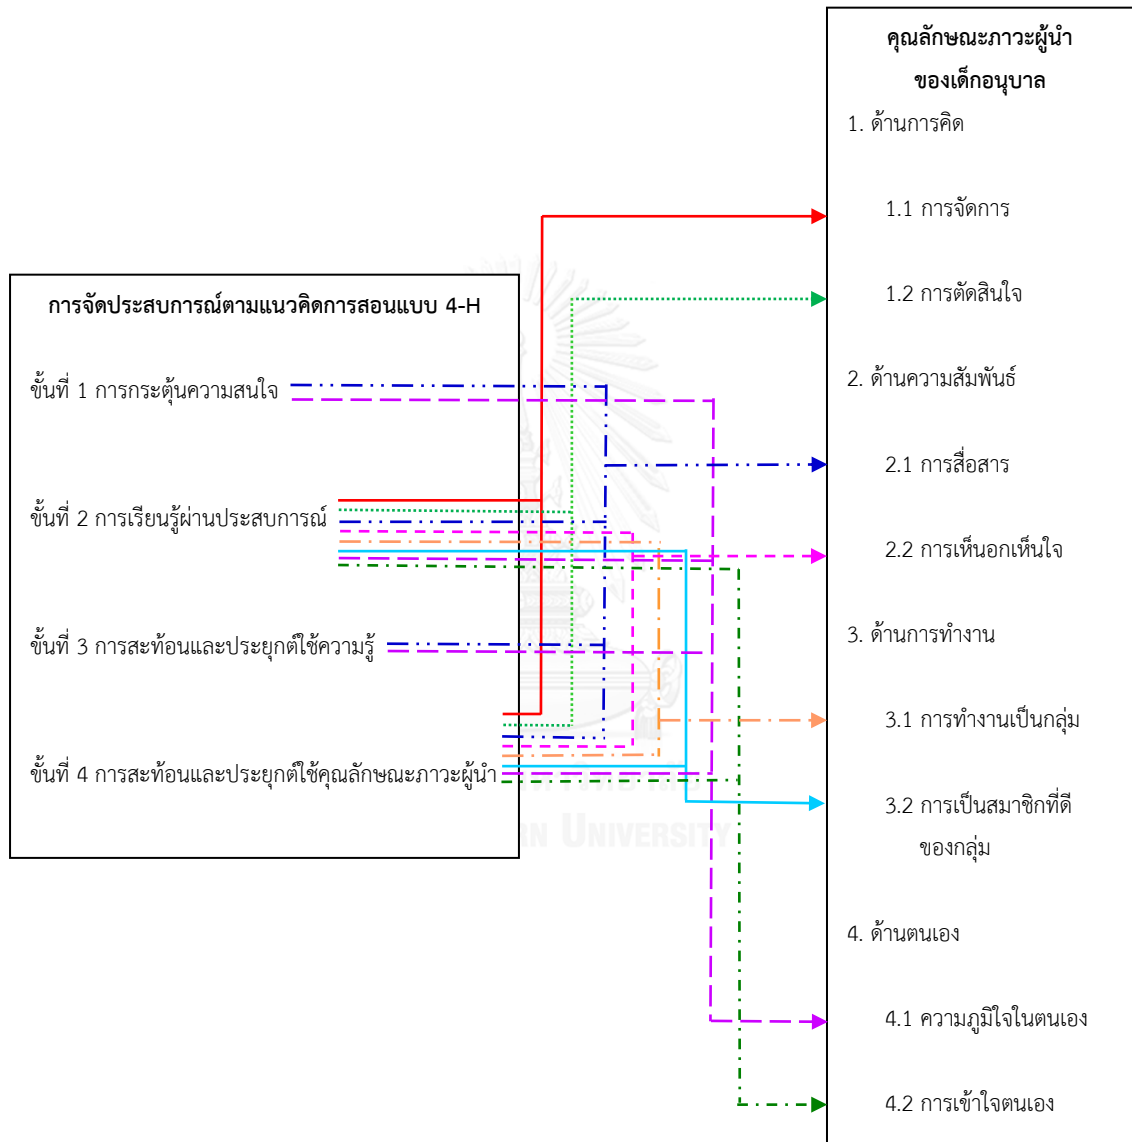 คุณลักษณะภาวะผู้นำ
ของเด็กอนุบาล
1. ด้านการคิด
1.1 การจัดการ
1.2 การตัดสินใจ
2. ด้านความสัมพันธ์
2.1 การสื่อสาร
2.2 การเห็นอกเห็นใจ
3. ด้านการทำงาน
3.1 การทำงานเป็นกลุ่ม
3.2 การเป็นสมาชิกที่ดี
ของกลุ่ม
4. ด้านตนเอง
4.1 ความภูมิใจในตนเอง
4.2 การเข้าใจตนเอง
การจัดประสบการณ์ตามแนวคิดการสอนแบบ 4-H
ขั้นที่ 1 การกระตุ้นความสนใจ
ขั้นที่ 2 การเรียนรู้ผ่านประสบการณ์
ขั้นที่ 3 การสะท้อนและประยุกต์ใช้ความรู้
ขั้นที่ 4 การสะท้อนและประยุกต์ใช้คุณลักษณะภาวะผู้นำ
UNIVERSITY